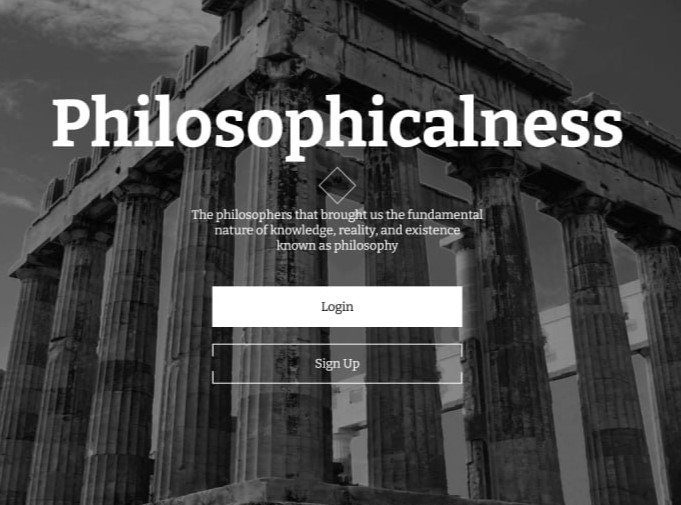 Philosophicalness
The philosophers that brought us the fundamental
nature of knowledge, reality, and existence
known as philosophy
Login
Sign Up